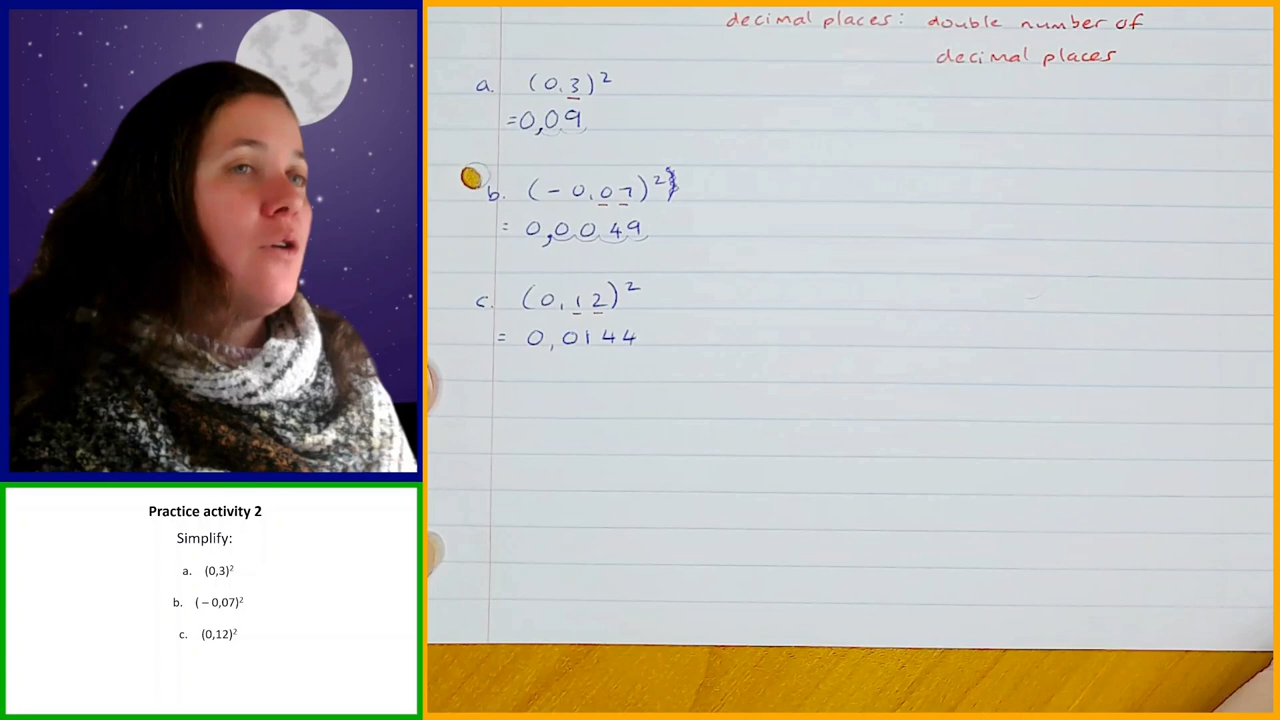 decimal places: double number of
decimal places
a. (0,3)²
=0,09
b. (-0,07)²
= 0,0049
c. (0,12)²
= 0,0144
Practice activity 2
Simplify:
a. (0,3)²
b. (–0,07)²
c. (0,12)²